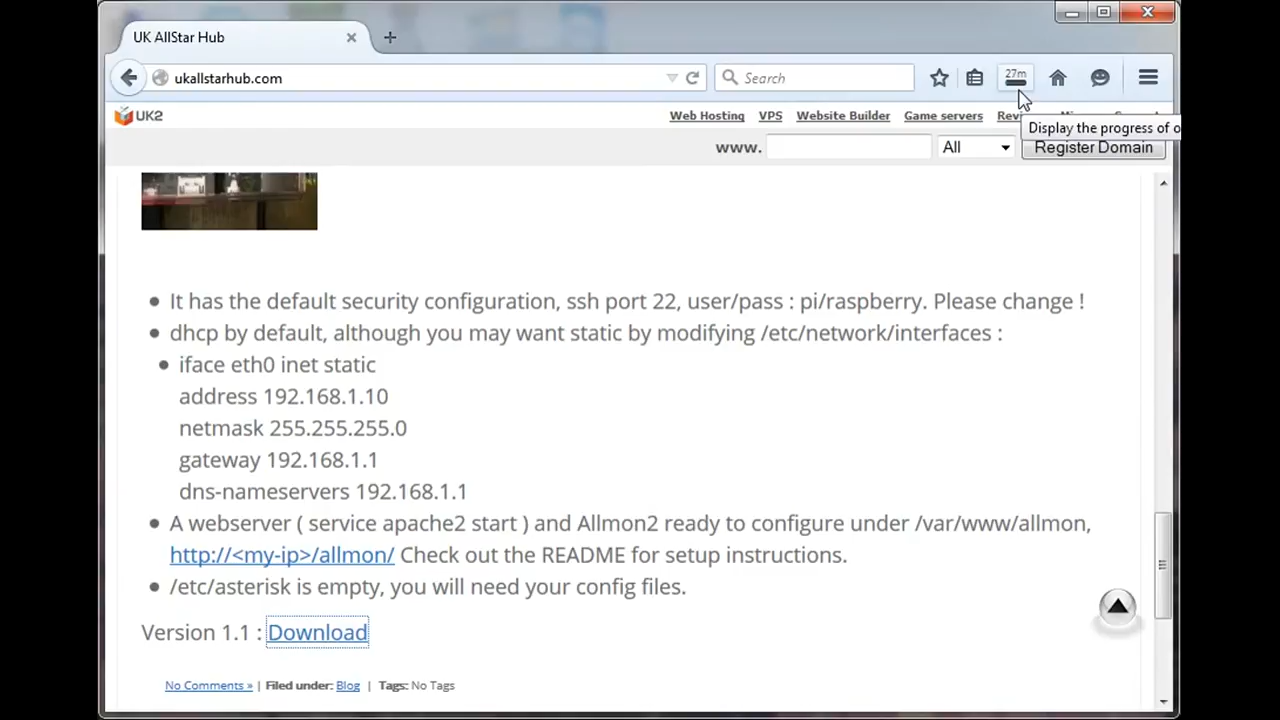 UK AllStar Hub
ukallstarhub.com
Search
27m
UK2
Web Hosting VPS Website Builder Game servers
Display the progress of o
www. All Register Domain
It has the default security configuration, ssh port 22, user/pass : pi/raspberry. Please change !
dhcp by default, although you may want static by modifying /etc/network/interfaces :
iface eth0 inet static
address 192.168.1.10
netmask 255.255.255.0
gateway 192.168.1.1
dns-nameservers 192.168.1.1
A webserver ( service apache2 start ) and Allmon2 ready to configure under /var/www/allmon,
http://<my-ip>/allmon/ Check out the README for setup instructions.
/etc/asterisk is empty, you will need your config files.
Version 1.1 : Download
No Comments » | Filed under: Blog | Tags: No Tags